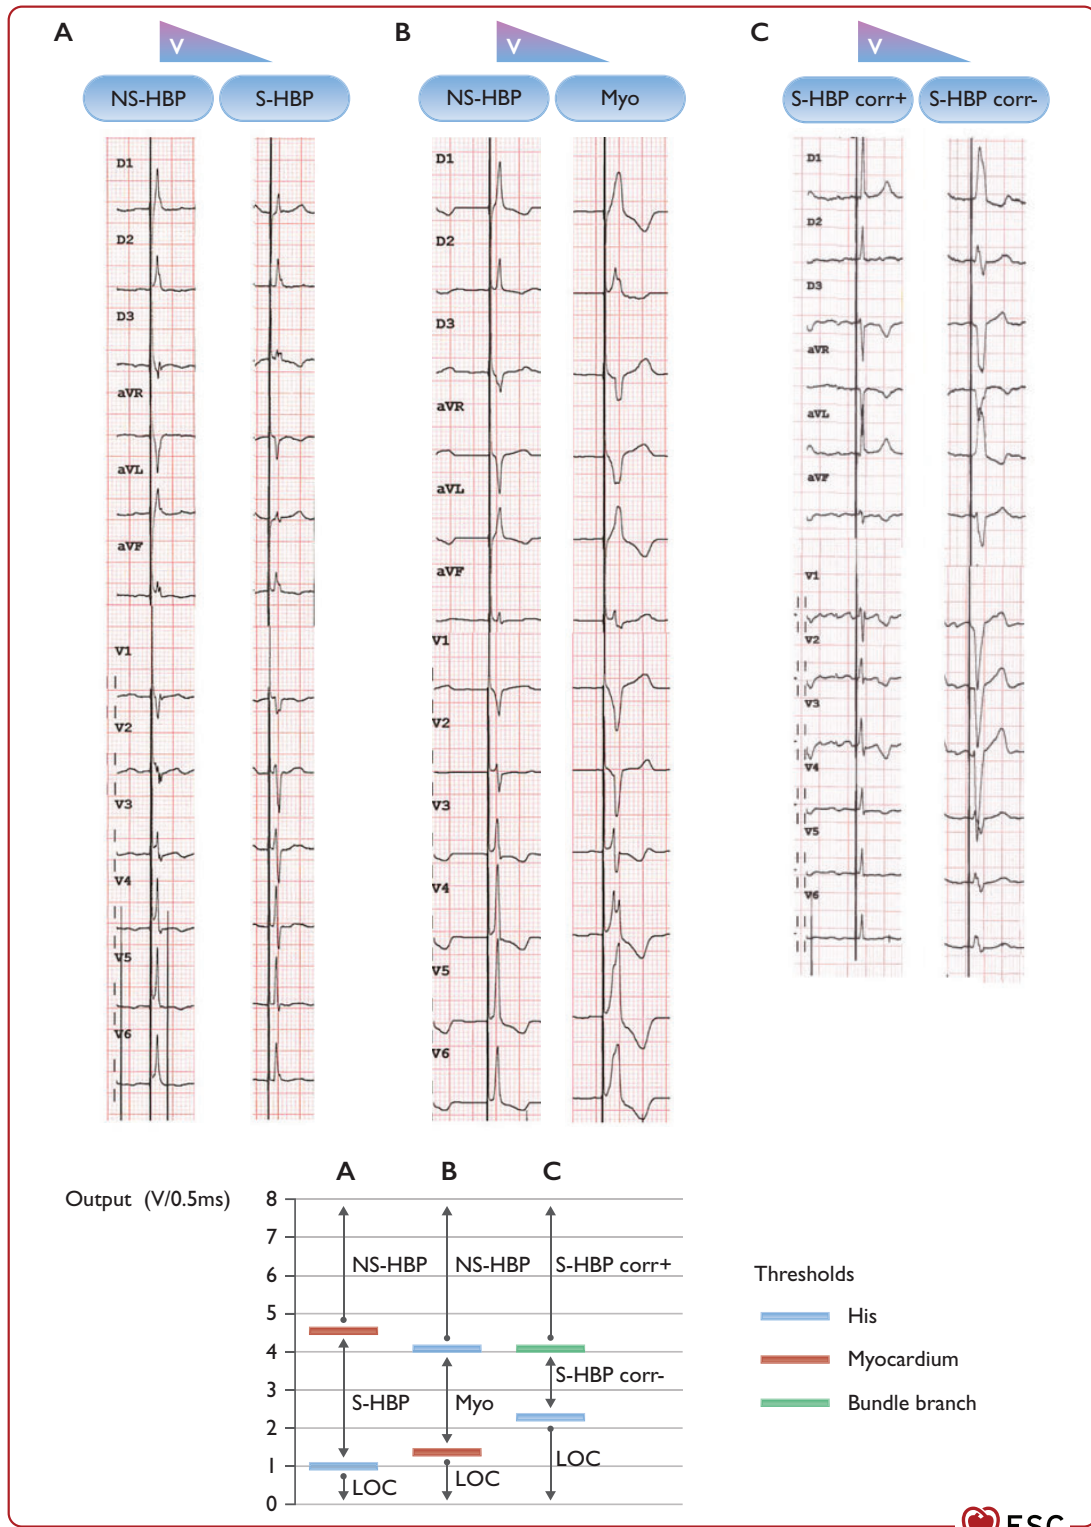 A B C
V V V
NS-HBP S-HBP NS-HBP Myo S-HBP corr+ S-HBP corr-
D1
D2
D3
aVR
aVL
aVF
V1
V2
V3
V4
V5
V6
D1
D2
D3
aVR
aVL
aVF
V1
V2
V3
V4
V5
V6
D1
D2
D3
aVR
aVL
aVF
V1
V2
V3
V4
V5
V6
A B C
Output (V/0.5ms)
8
7
6
5
4
3
2
1
0
NS-HBP NS-HBP S-HBP corr+
S-HBP corr-
S-HBP Myo
LOC
LOC LOC
Thresholds
His
Myocardium
Bundle branch
ESC